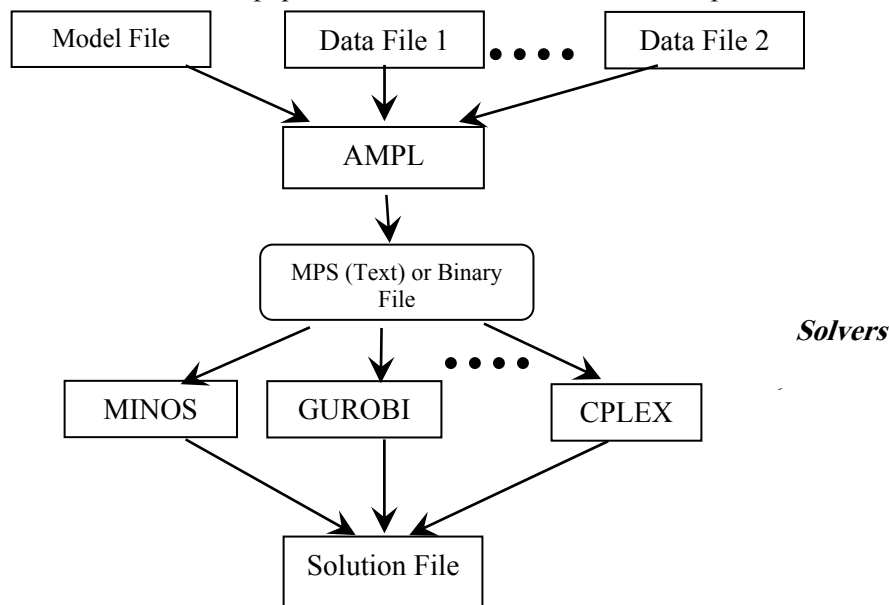 Model File
Data File 1
Data File 2
AMPL
MPS (Text) or Binary
File
Solvers
MINOS
GUROBI
CPLEX
Solution File